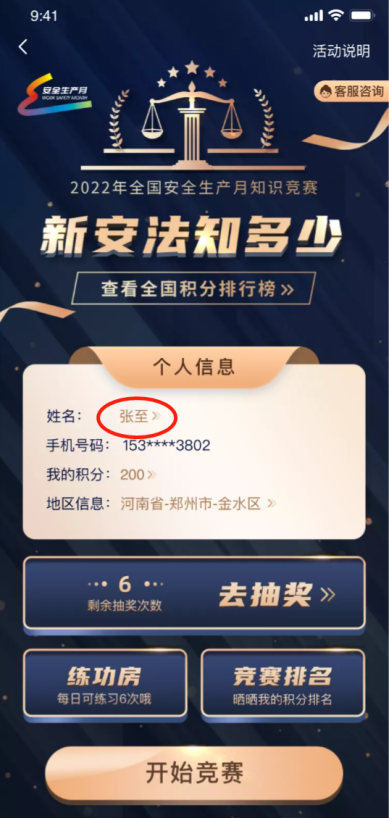 9:41
活动说明
安全生产月
WORK SAFETY MONTH
客服咨询
2022年全国安全生产月知识竞赛
新安法知多少
查看全国积分排行榜»
个人信息
姓名： 张至»
手机号码： 153****3802
我的积分： 200»
地区信息： 河南省-郑州市-金水区 »
6
剩余抽奖次数
去抽奖»
练功房
每日可练习6次哦
竞赛排名
晒晒我的积分排名
开始竞赛